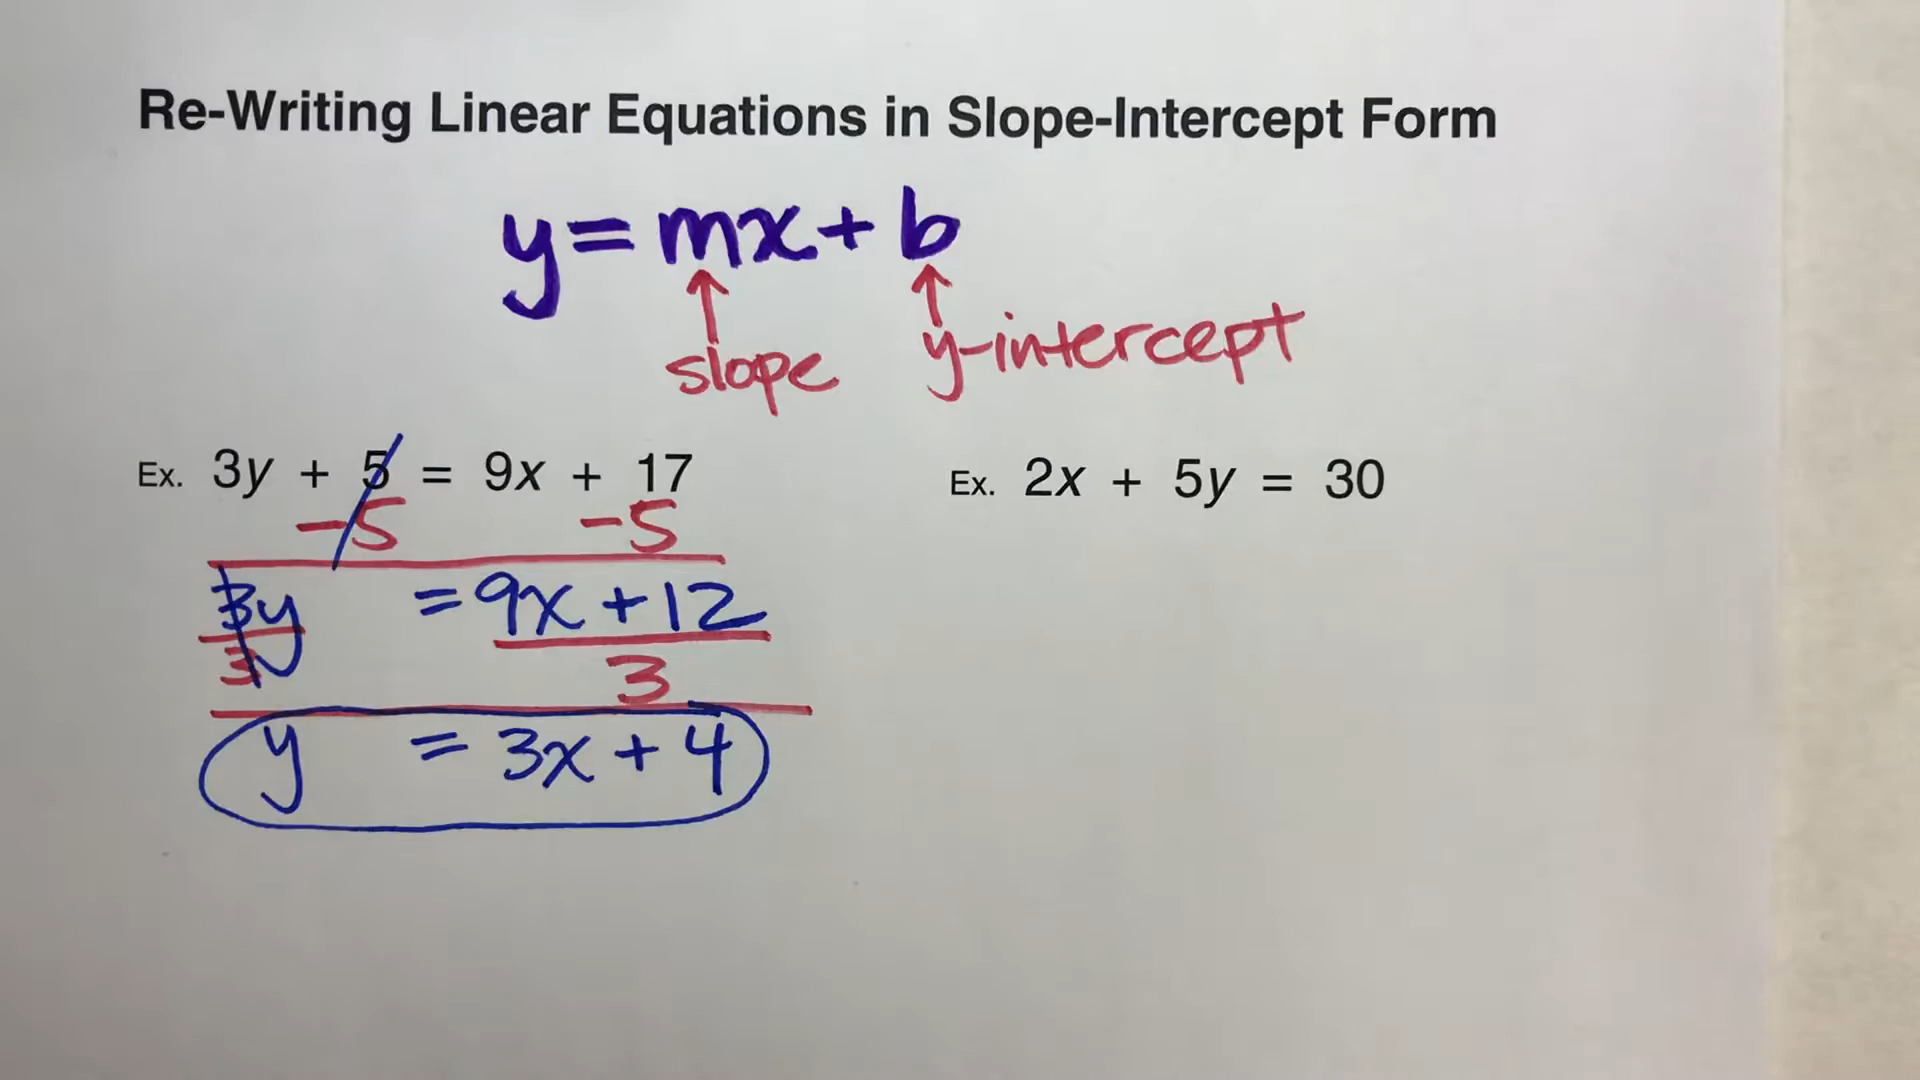 Re-Writing Linear Equations in Slope-Intercept Form
y = mx + b
slope y-intercept
Ex. 3y + 5 = 9x + 17
-5 -5
3y = 9x + 12
3 3
y = 3x + 4
Ex. 2x + 5y = 30